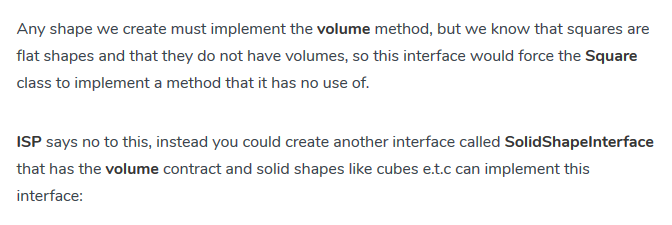 Any shape we create must implement the volume method, but we know that squares are
flat shapes and that they do not have volumes, so this interface would force the Square
class to implement a method that it has no use of.
ISP says no to this, instead you could create another interface called SolidShapeInterface
that has the volume contract and solid shapes like cubes e.t.c can implement this
interface: